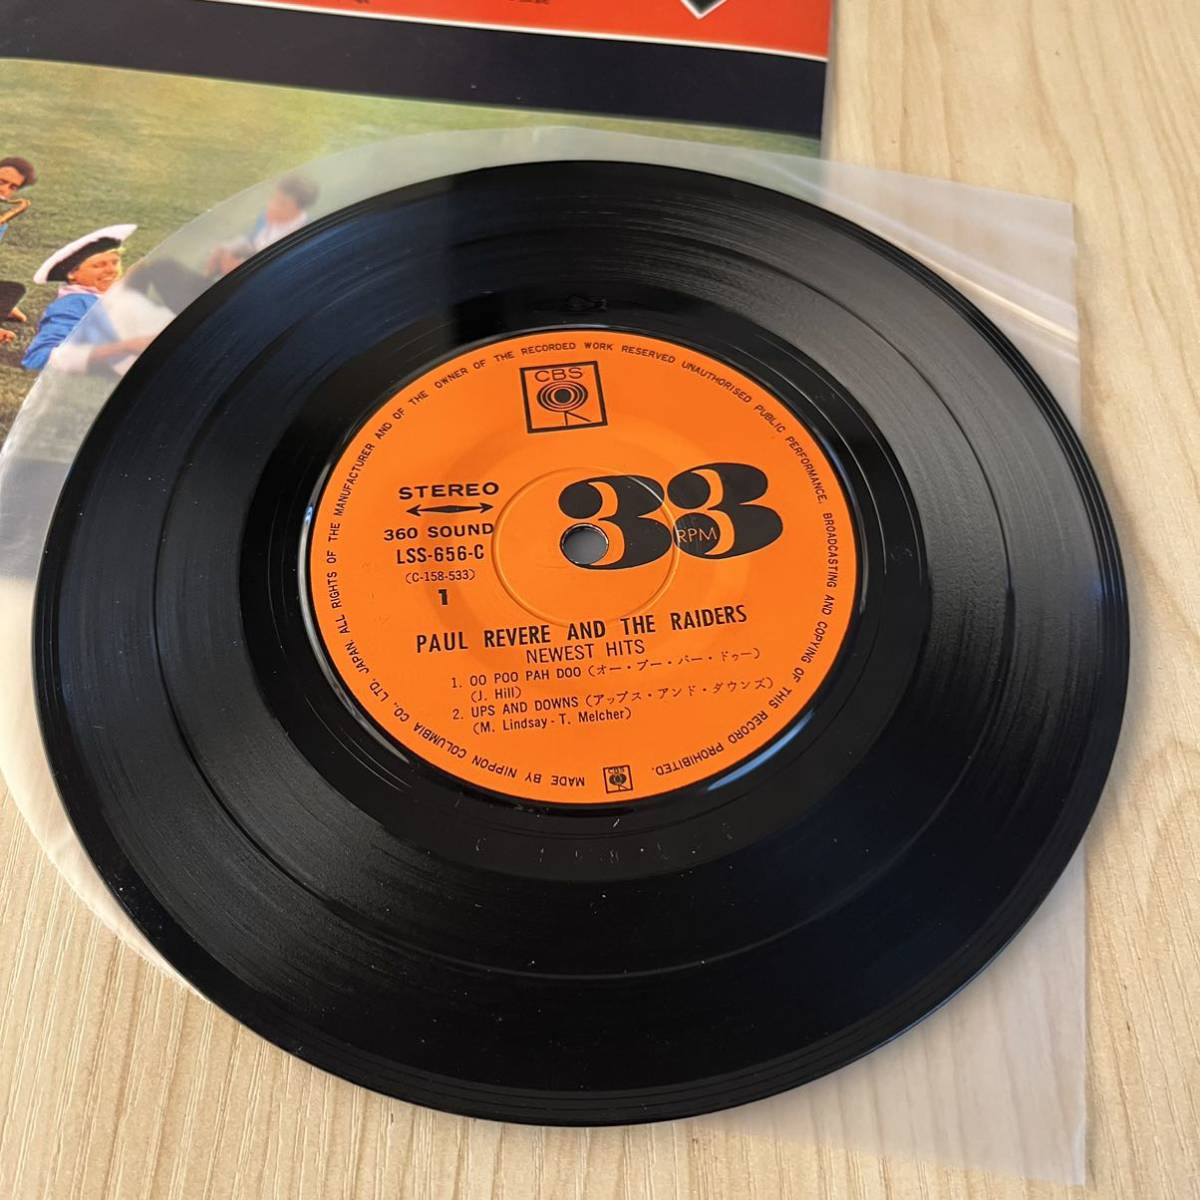 CBS
STEREO
360 SOUND
LSS-656-C
(C-158-533)
1
33
RPM
PAUL REVERE AND THE RAIDERS
NEWEST HITS
1. OO POO PAH DOO (オー・プー・パー・ドゥー)
(J. Hill)
2. UPS AND DOWNS (アップス・アンド・ダウンズ)
(M. Lindsay - T. Melcher)
MADE BY NIPPON COLUMBIA CO., LTD. JAPAN. ALL RIGHTS OF THE MANUFACTURER AND OF THE OWNER OF THE RECORDED WORK RESERVED UNAUTHORISED PUBLIC PERFORMANCE, BROADCASTING AND COPYING OF THIS RECORD PROHIBITED.
CBS